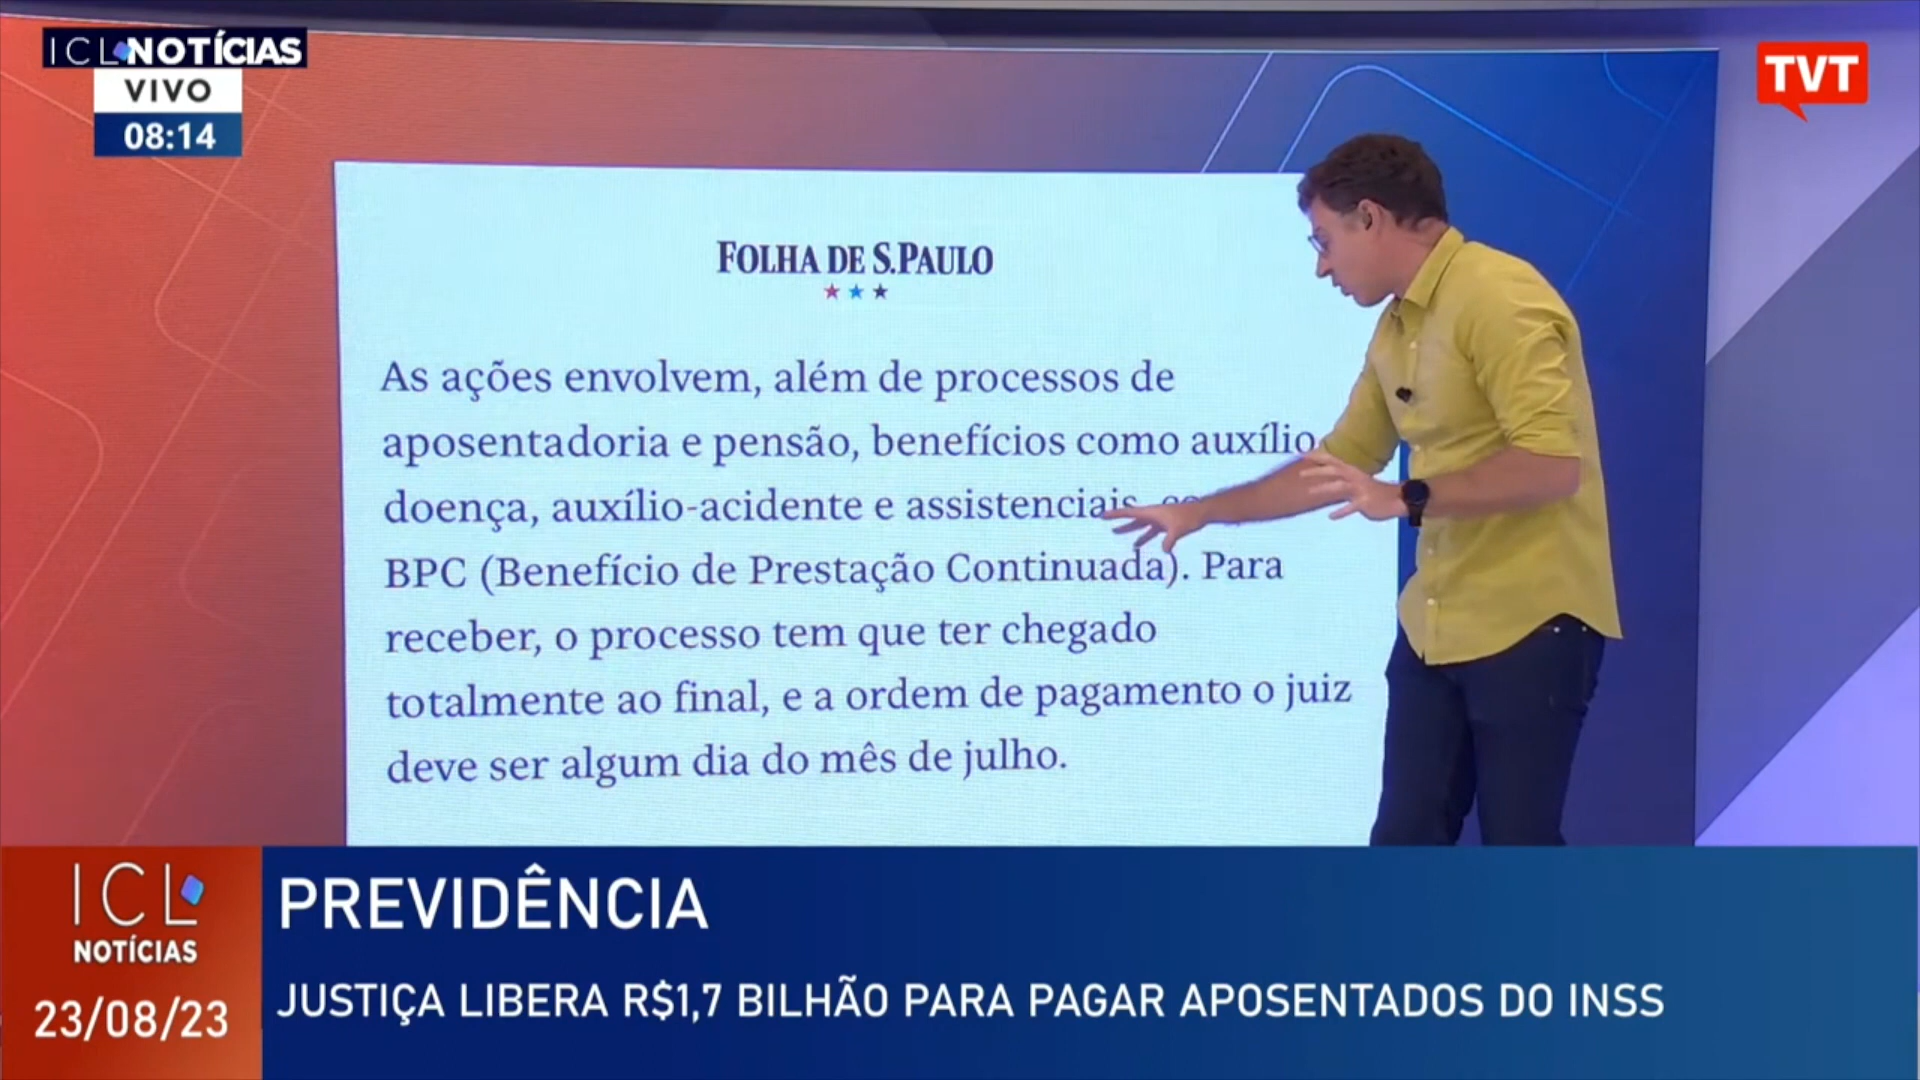 ICL NOTÍCIAS
VIVO
08:14
TVT
FOLHA DE S.PAULO
As ações envolvem, além de processos de
aposentadoria e pensão, benefícios como auxílio
doença, auxílio-acidente e assistenciais,
BPC (Benefício de Prestação Continuada). Para
receber, o processo tem que ter chegado
totalmente ao final, e a ordem de pagamento o juiz
deve ser algum dia do mês de julho.
ICL
NOTÍCIAS
23/08/23
PREVIDÊNCIA
JUSTIÇA LIBERA R$1,7 BILHÃO PARA PAGAR APOSENTADOS DO INSS